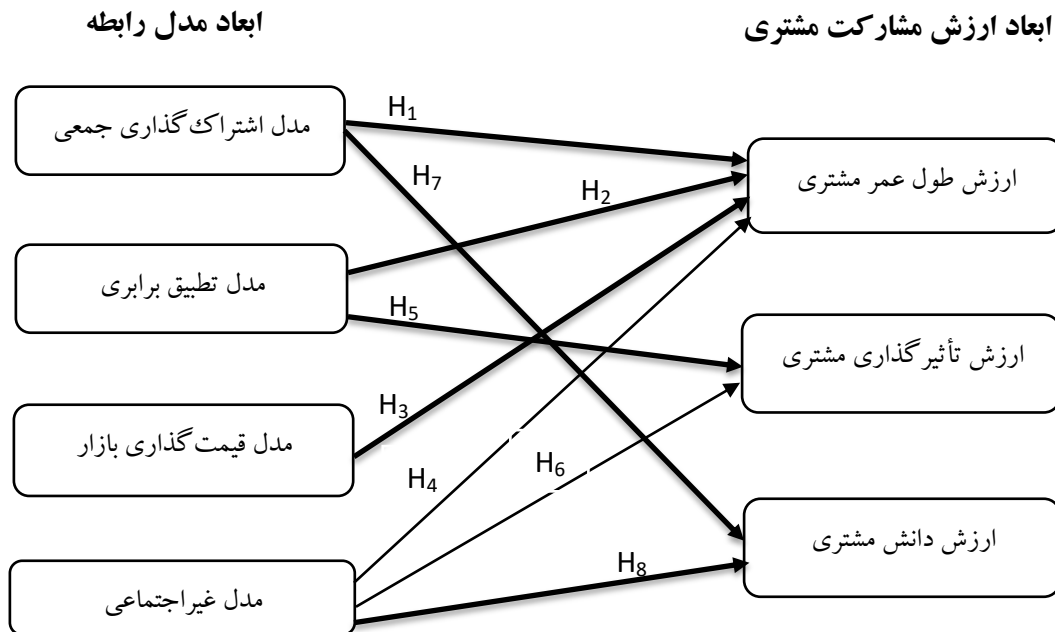 ابعاد ارزش مشارکت مشتری
ابعاد مدل رابطه
مدل اشتراک‌گذاری جمعی
مدل تطبیق برابری
مدل قیمت‌گذاری بازار
مدل غیراجتماعی
H1
H7
H2
H5
H3
H4
H6
H8
ارزش طول عمر مشتری
ارزش تأثیرگذاری مشتری
ارزش دانش مشتری